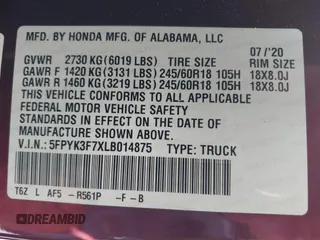 MFD. BY HONDA MFG. OF ALABAMA, LLC
07/'20
GVWR 2730 KG(6019 LBS) TIRE SIZE RIM SIZE
GAWR F 1420 KG(3131 LBS) 245/60R18 105H 18X8.0J
GAWR R 1460 KG(3219 LBS) 245/60R18 105H 18X8.0J
THIS VEHICLE CONFORMS TO ALL APPLICABLE
FEDERAL MOTOR VEHICLE SAFETY
STANDARDS IN EFFECT ON THE DATE OF
MANUFACTURE SHOWN ABOVE.
V.I.N.: 5FPYK3F7XLB014875 TYPE: TRUCK
T6Z L AF5 -R561P -F -B
DREAMBID